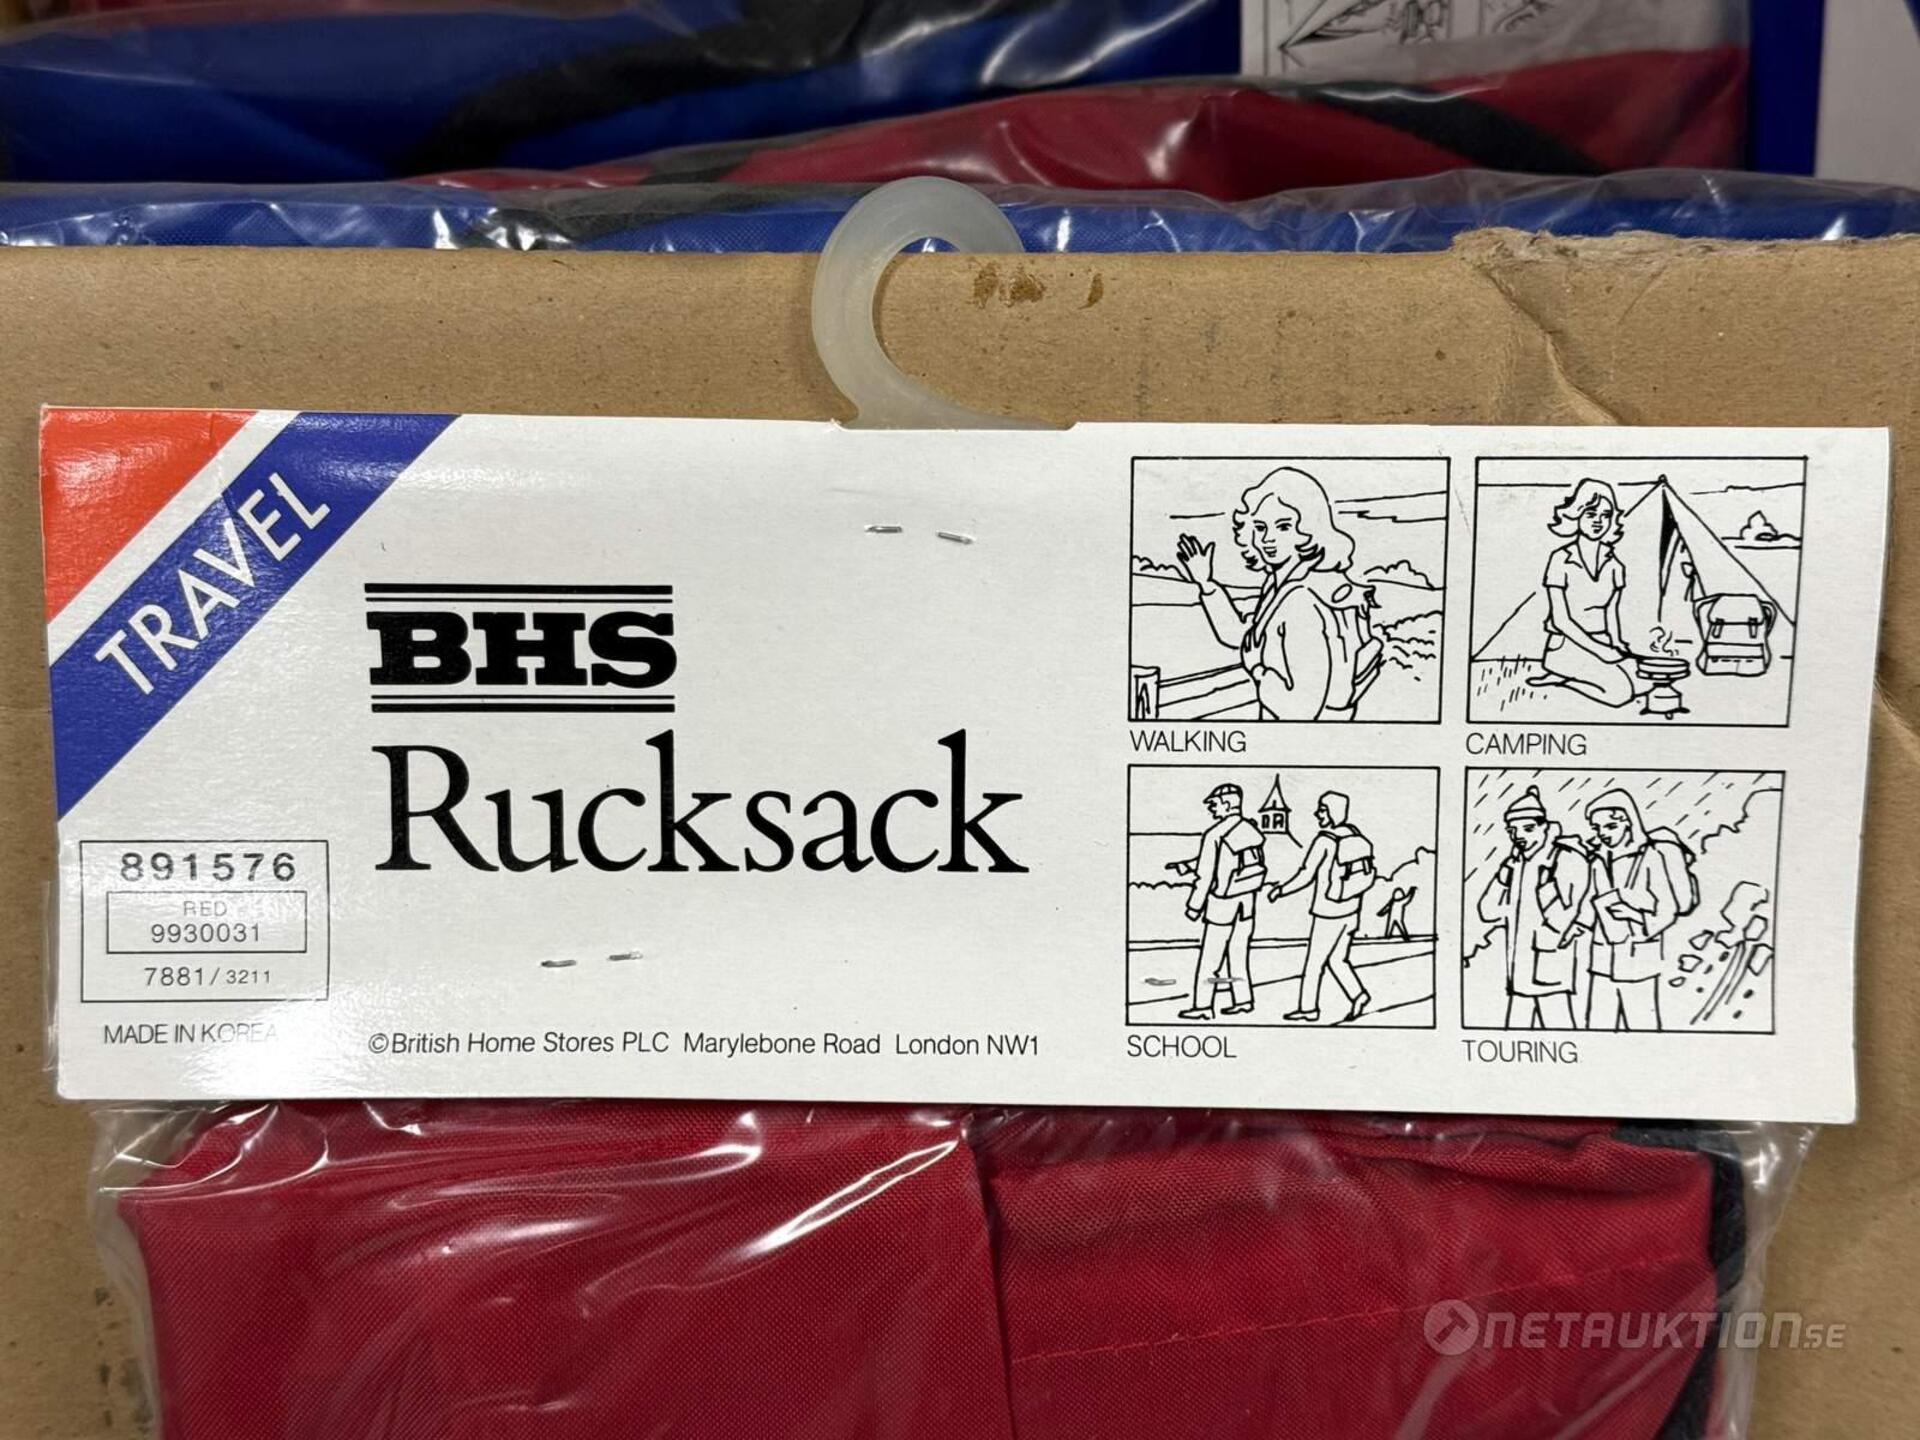 TRAVEL
BHS
Rucksack
891576
RED
9930031
7881/3211
MADE IN KOREA
©British Home Stores PLC Marylebone Road London NW1
WALKING
CAMPING
SCHOOL
TOURING
NETAUKTION.SE